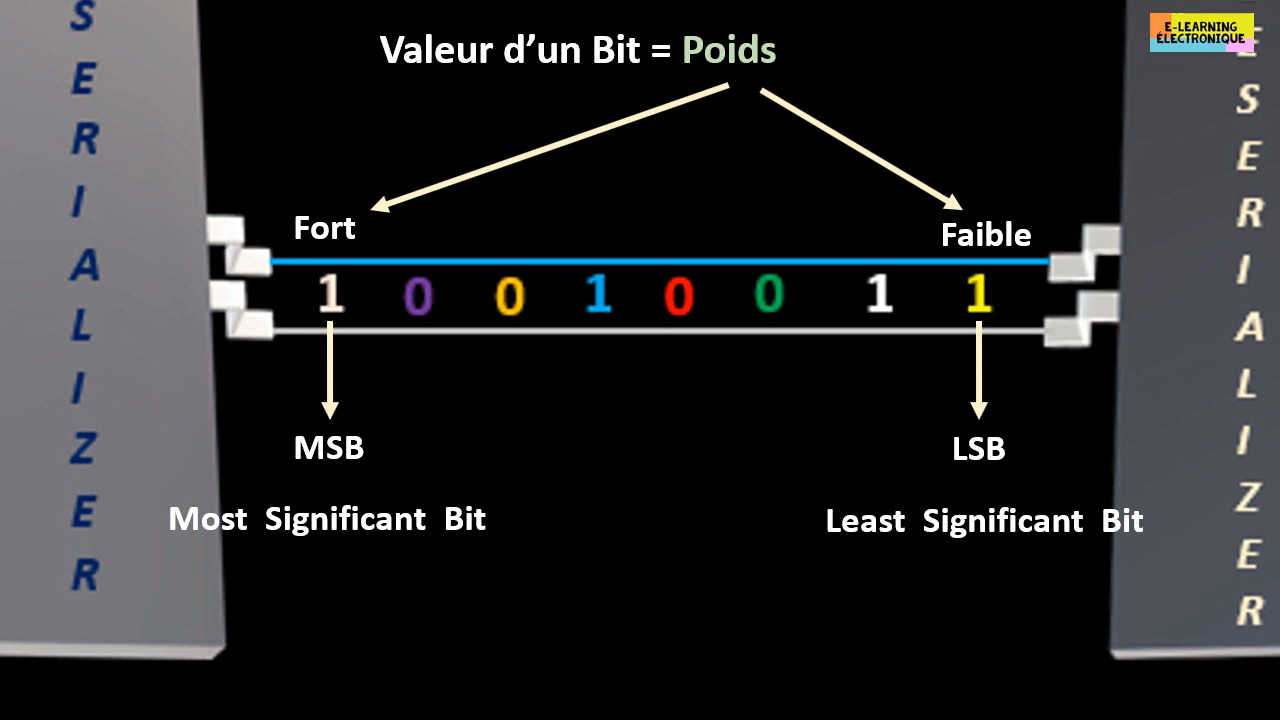 E-LEARNING
ÉLECTRONIQUE
Valeur d'un Bit = Poids
Fort
Faible
1 0 0 1 0 0 1 1
MSB
LSB
Most Significant Bit
Least Significant Bit
S
E
R
I
A
L
I
Z
E
R
E
S
E
R
I
A
L
I
Z
E
R